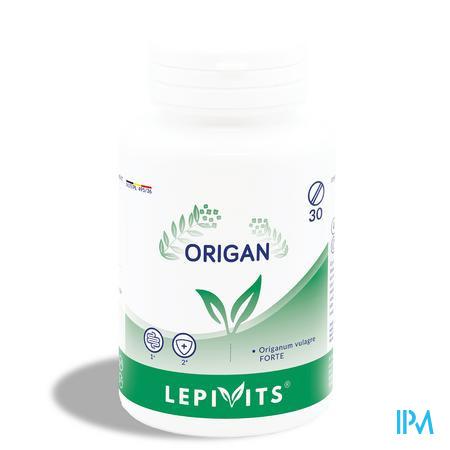 ORIGAN
30
• Origanum vulagre
FORTE
1*
2*
LEPIVITS®
IPM